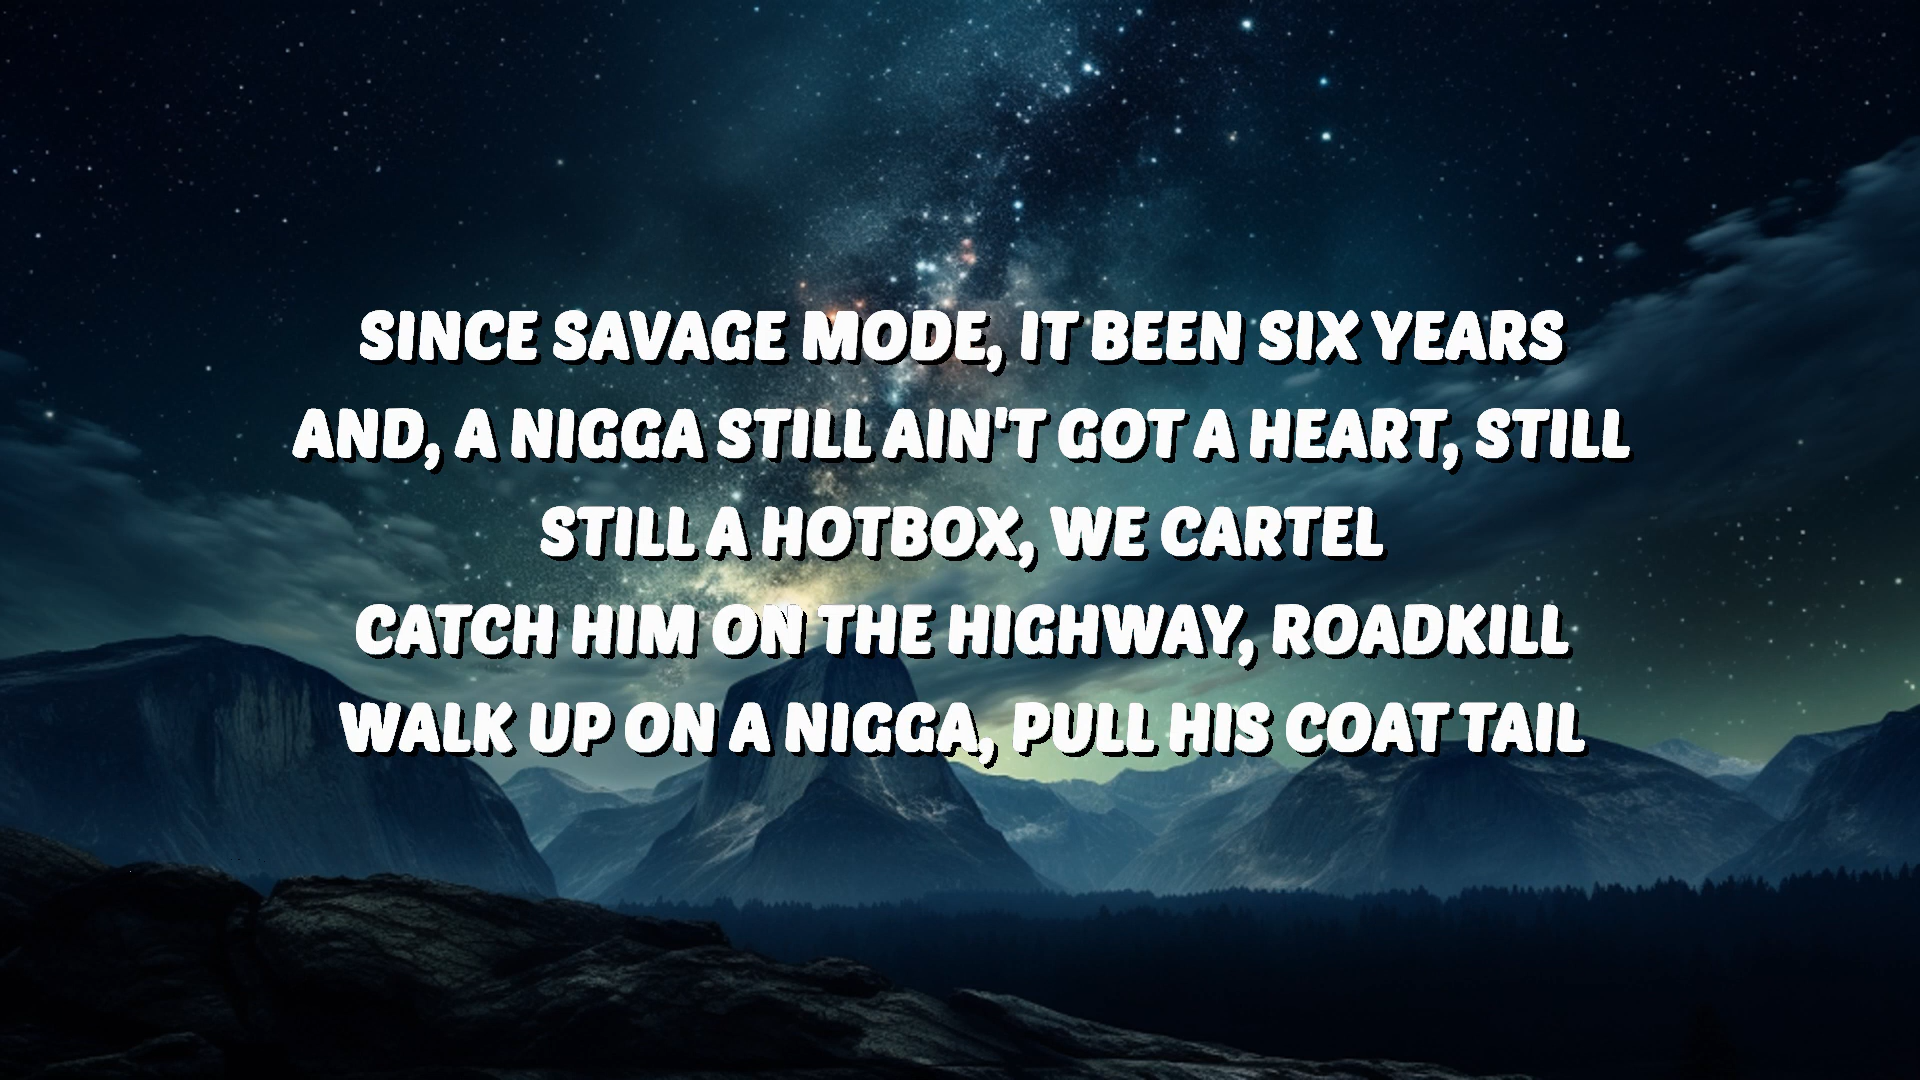 SINCE SAVAGE MODE, IT BEEN SIX YEARS
AND, A NIGGA STILL AIN'T GOT A HEART, STILL
STILL A HOTBOX, WE CARTEL
CATCH HIM ON THE HIGHWAY, ROADKILL
WALK UP ON A NIGGA, PULL HIS COAT TAIL